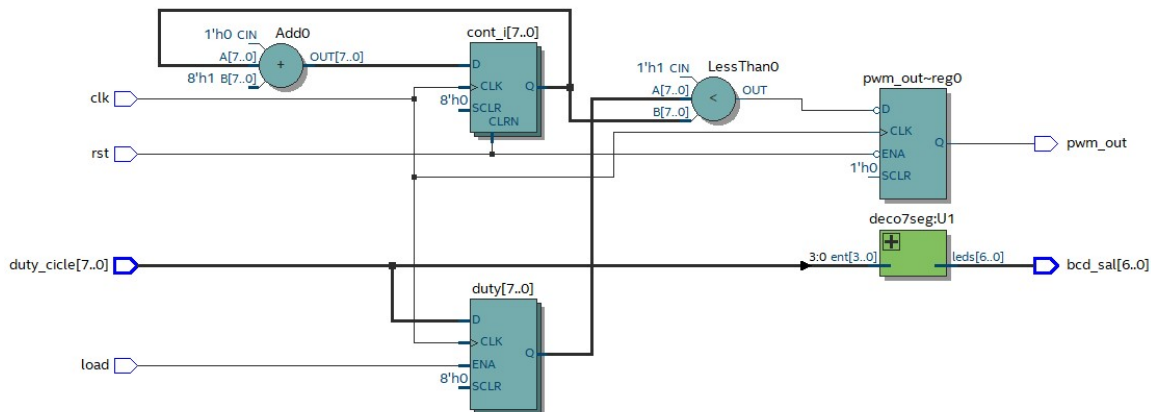 Add0
1'h0 CIN
A[7..0] OUT[7..0]
+
8'h1 B[7..0]
cont_i[7..0]
D
CLK
Q
8'h0
SCLR
CLRN
LessThan0
1'h1 CIN
A[7..0] OUT
<
B[7..0]
pwm_out~reg0
D
CLK
Q
ENA
1'h0
SCLR
clk
rst
pwm_out
deco7seg:U1
duty_cicle[7..0]
3:0 ent[3..0] leds[6..0]
bcd_sal[6..0]
duty[7..0]
D
CLK
Q
load
ENA
8'h0
SCLR